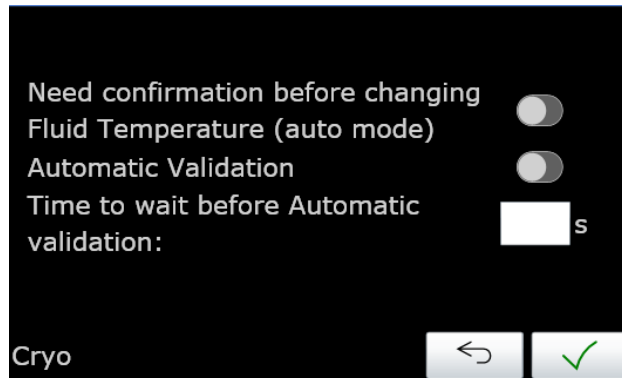 Need confirmation before changing
Fluid Temperature (auto mode)
Automatic Validation
Time to wait before Automatic
validation:
s
Cryo